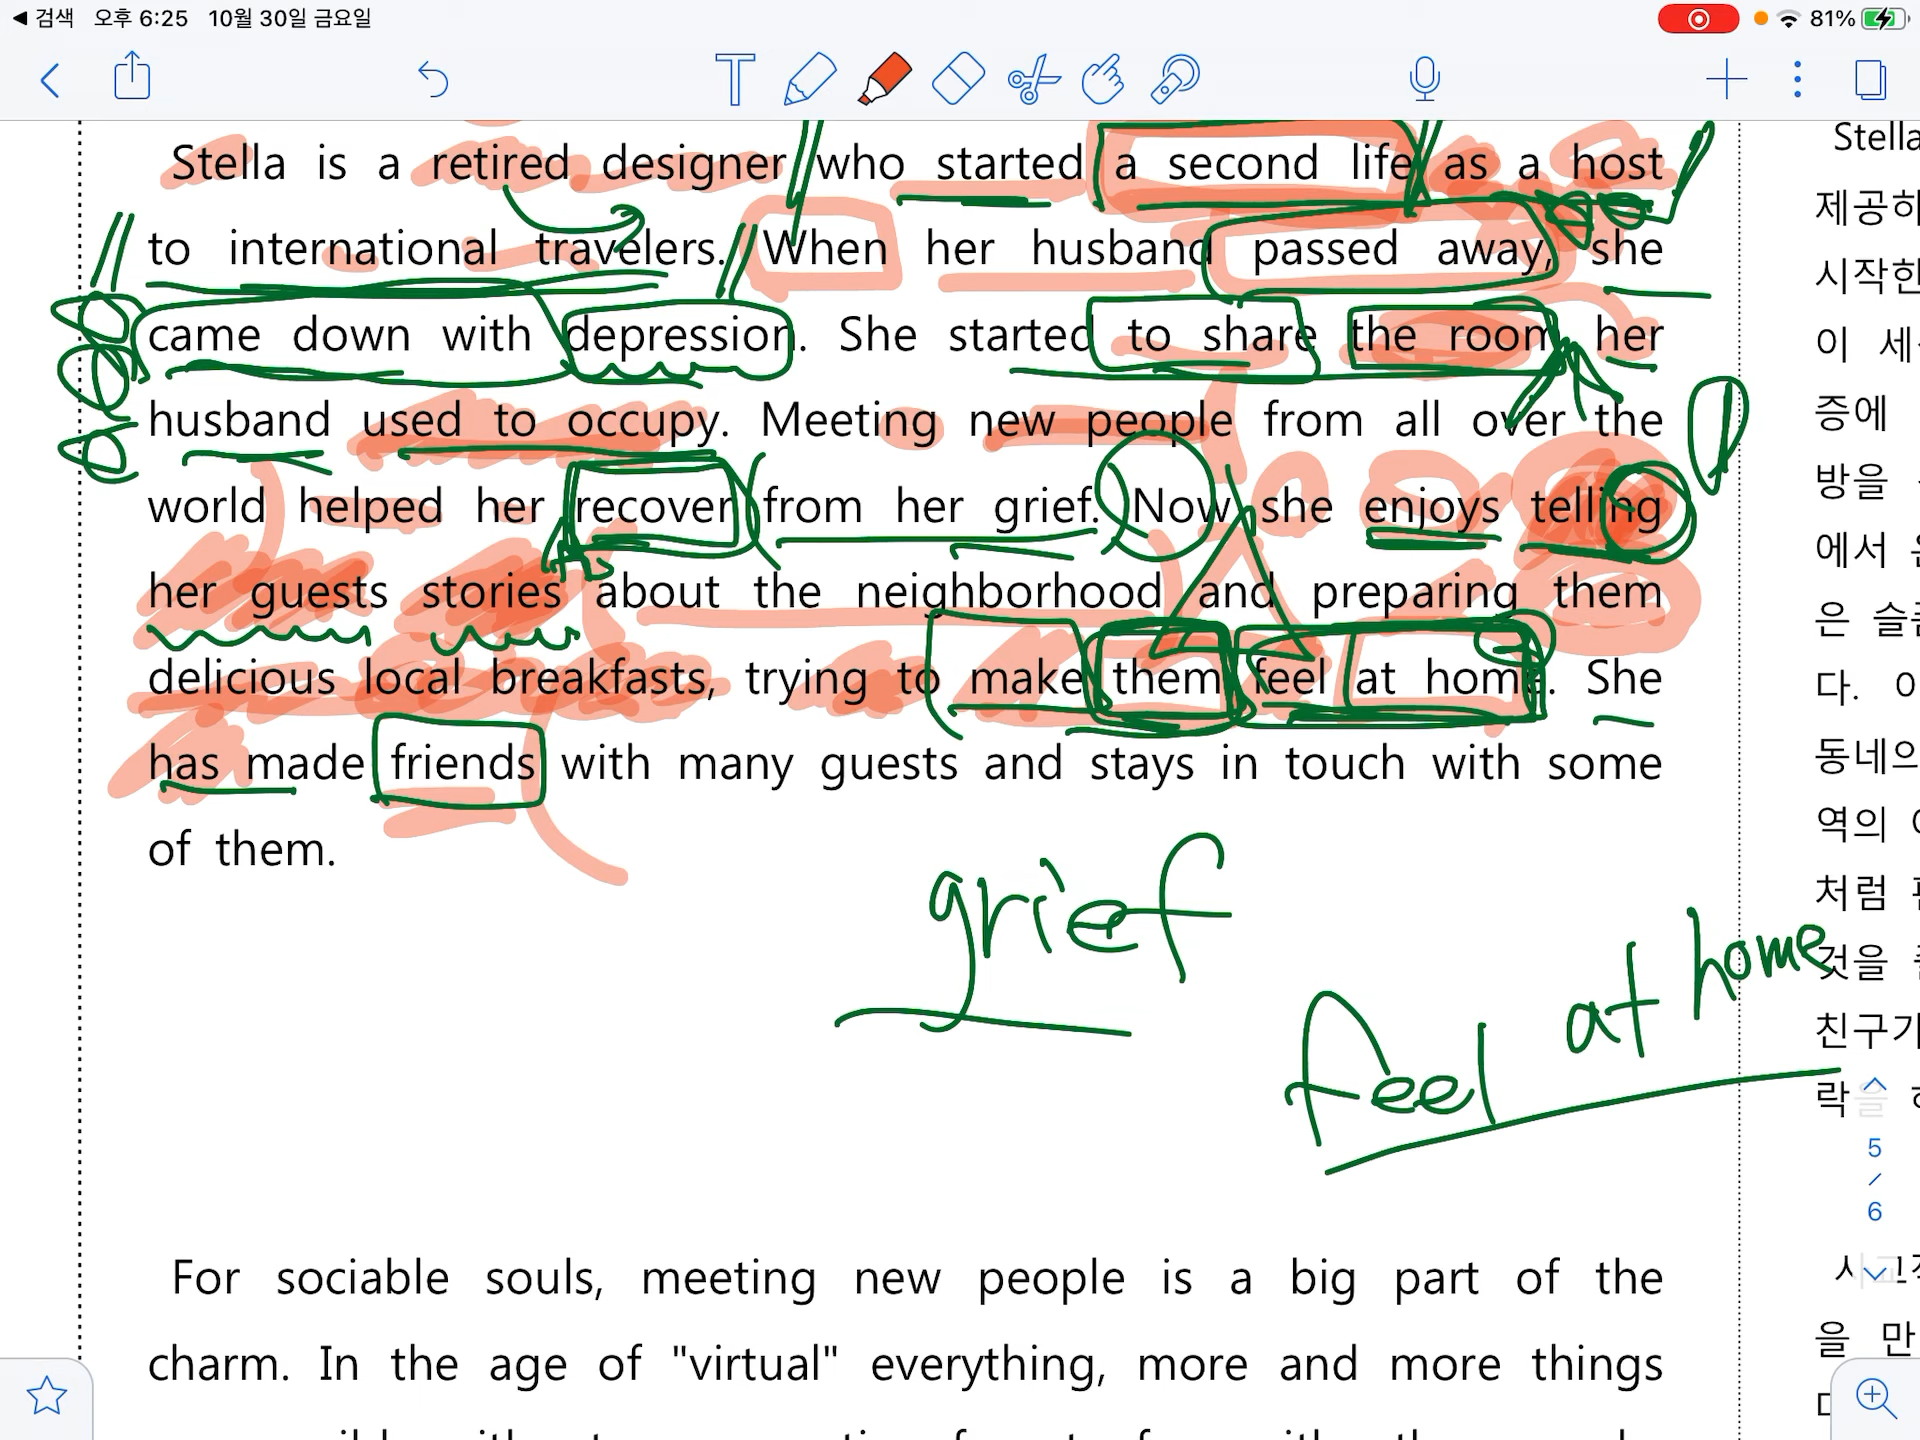 검색 오후 6:25 10월 30일 금요일 81%
Stella is a retired designer who started a second life as a host
to international travelers. When her husband passed away, she
came down with depression. She started to share the room her
husband used to occupy. Meeting new people from all over the
world helped her recover from her grief. Now she enjoys telling
her guests stories about the neighborhood and preparing them
delicious local breakfasts, trying to make them feel at home. She
has made friends with many guests and stays in touch with some
of them.
grief
feel at home
For sociable souls, meeting new people is a big part of the
charm. In the age of "virtual" everything, more and more things
Stella
제공하
시작한
이 세
증에
방을
에서
은 슬
다. 이
동네의
역의
처럼
것을
친구가
락을
5
/
6
을 만